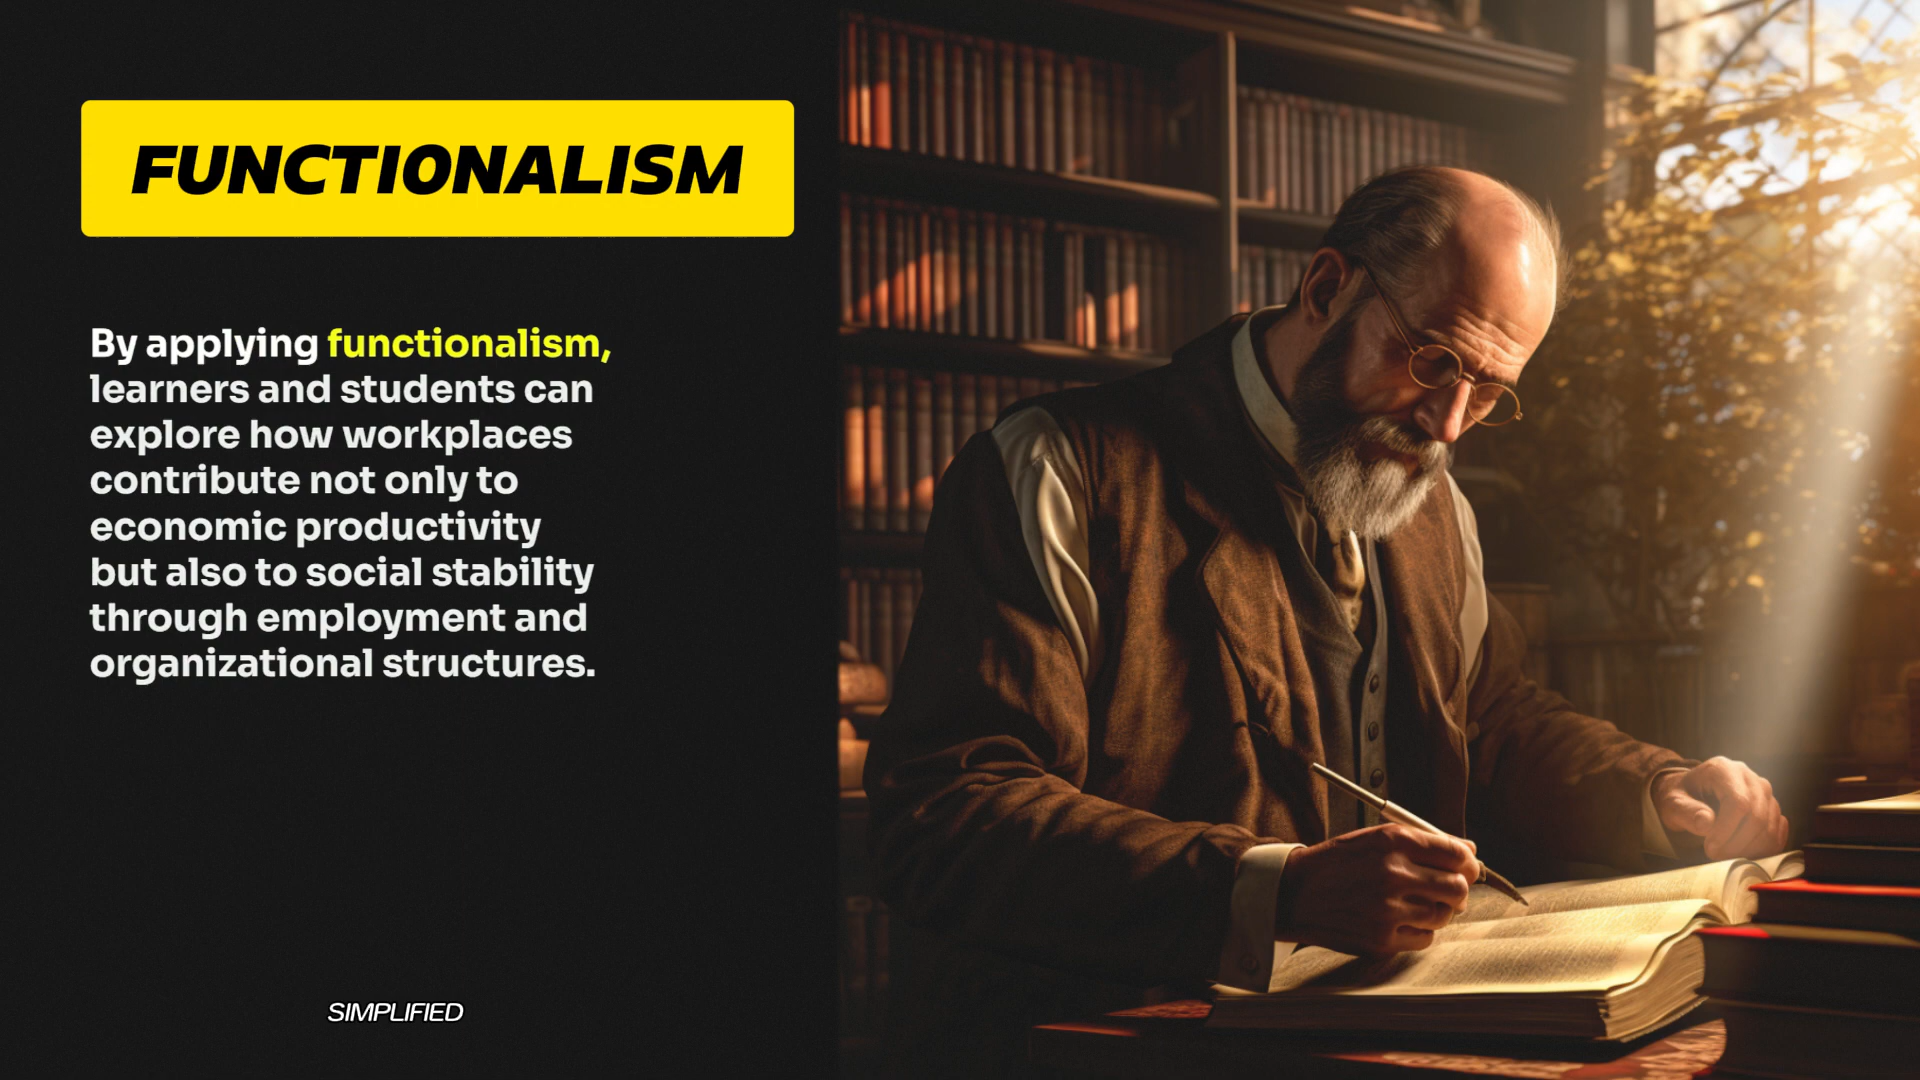 FUNCTIONALISM
By applying functionalism,
learners and students can
explore how workplaces
contribute not only to
economic productivity
but also to social stability
through employment and
organizational structures.
SIMPLIFIED